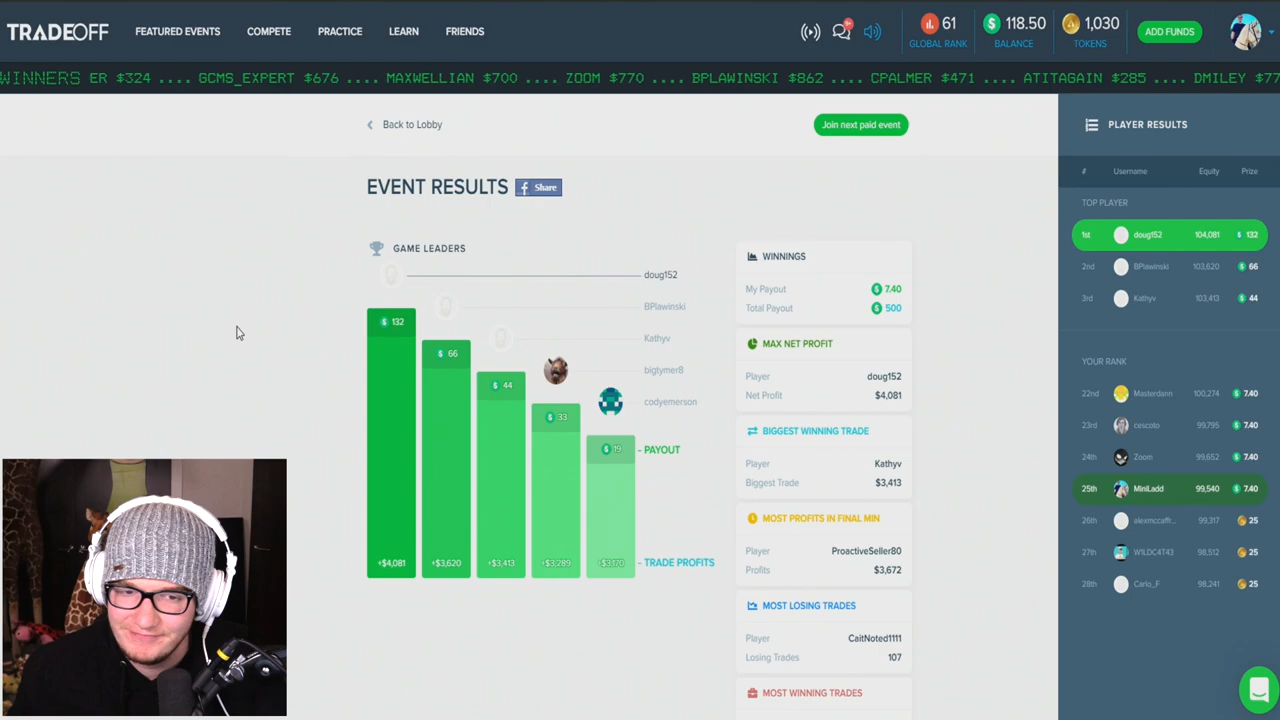 TRADEOFF FEATURED EVENTS COMPETE PRACTICE LEARN FRIENDS 9+ 61 GLOBAL RANK $ 118.50 BALANCE 1,030 TOKENS ADD FUNDS
WINNERS ER $324 .... GCMS_EXPERT $676 .... MAXWELLIAN $700 .... ZOOM $770 .... BPLAWINSKI $862 .... CPALMER $471 .... ATITAGAIN $285 .... DMILEY $77
Back to Lobby
Join next paid event
EVENT RESULTS
f Share
GAME LEADERS
doug152
BPlawinski
Kathyv
bigtymer8
codyemerson
$ 132
$ 66
$ 44
$ 33
$ 19
PAYOUT
+$4,081
+$3,620
+$3,413
+$3,289
TRADE PROFITS
WINNINGS
My Payout $ 7.40
Total Payout $ 500
MAX NET PROFIT
Player doug152
Net Profit $4,081
BIGGEST WINNING TRADE
Player Kathyv
Biggest Trade $3,413
MOST PROFITS IN FINAL MIN
Player ProactiveSeller80
Profits $3,672
MOST LOSING TRADES
Player CaitNoted1111
Losing Trades 107
MOST WINNING TRADES
PLAYER RESULTS
# Username Equity Prize
TOP PLAYER
1st doug152 104,081 $ 132
2nd BPlawinski 103,620 $ 66
3rd Kathyv 103,413 $ 44
YOUR RANK
22nd Masterdann 100,274 $ 7.40
23rd cescoto 99,795 $ 7.40
24th Zoom 99,652 $ 7.40
25th MiniLadd 99,540 $ 7.40
26th alexmccaffr... 99,317 25
27th W1LDC4T43 98,512 25
28th Carlo_F 98,241 25